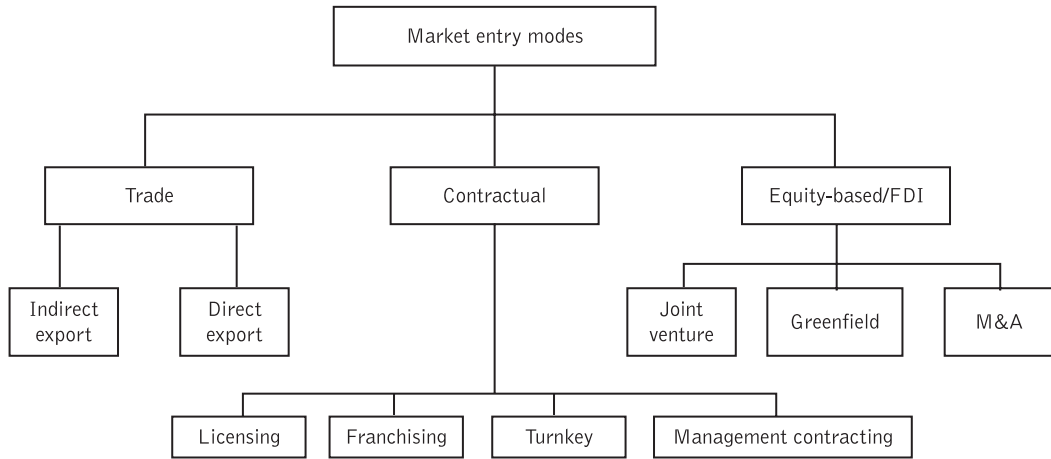 Market entry modes
Trade
Contractual
Equity-based/FDI
Indirect
export
Direct
export
Joint
venture
Greenfield
M&A
Licensing
Franchising
Turnkey
Management contracting